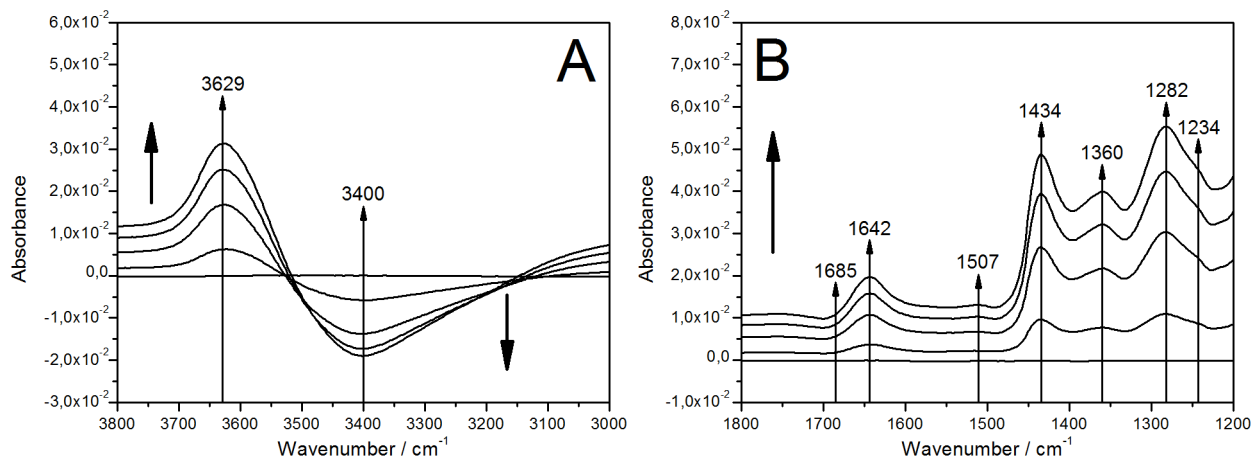 A
6,0x10⁻²
5,0x10⁻²
4,0x10⁻²
3,0x10⁻²
2,0x10⁻²
1,0x10⁻²
0,0
-1,0x10⁻²
-2,0x10⁻²
-3,0x10⁻²
Absorbance
3629
3400
3800 3700 3600 3500 3400 3300 3200 3100 3000
Wavenumber / cm⁻¹
B
8,0x10⁻²
7,0x10⁻²
6,0x10⁻²
5,0x10⁻²
4,0x10⁻²
3,0x10⁻²
2,0x10⁻²
1,0x10⁻²
0,0
-1,0x10⁻²
Absorbance
1685
1642
1507
1434
1360
1282
1234
1800 1700 1600 1500 1400 1300 1200
Wavenumber / cm⁻¹